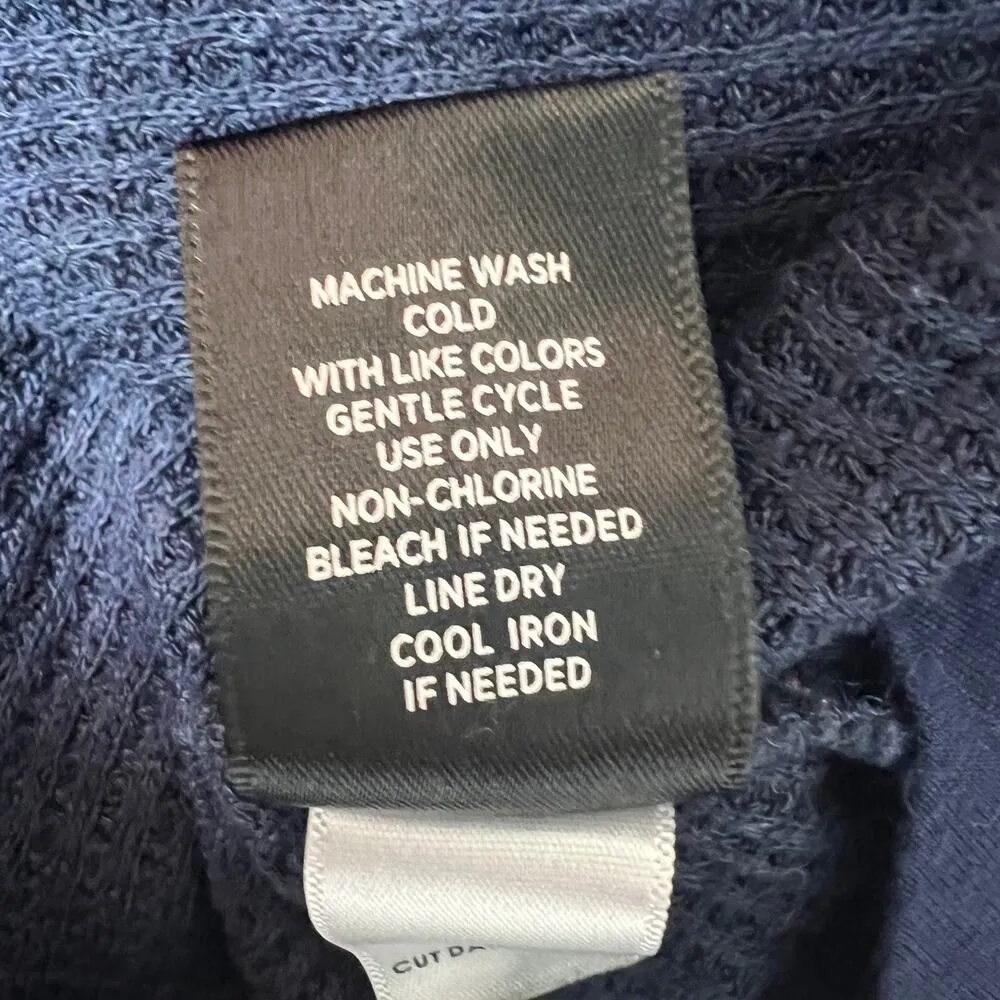 MACHINE WASH
COLD
WITH LIKE COLORS
GENTLE CYCLE
USE ONLY
NON-CHLORINE
BLEACH IF NEEDED
LINE DRY
COOL IRON
IF NEEDED
CUT